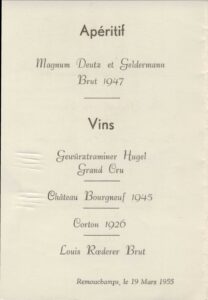 Apéritif
Magnum Deutz et Geldermann
Brut 1947
Vins
Gewürztraminer Hugel
Grand Cru
Château Bourgneuf 1945
Corton 1926
Louis Rœderer Brut
Remouchamps, le 19 Mars 1955